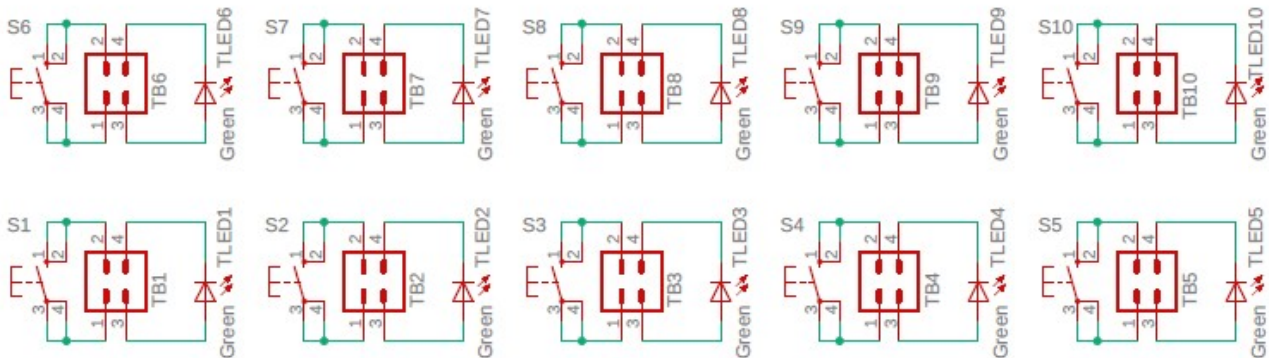 S6 1 2 3 4 2 4 1 3 TB6 TLED6 Green
S7 1 2 3 4 2 4 1 3 TB7 TLED7 Green
S8 1 2 3 4 2 4 1 3 TB8 TLED8 Green
S9 1 2 3 4 2 4 1 3 TB9 TLED9 Green
S10 1 2 3 4 2 4 1 3 TB10 TLED10 Green
S1 1 2 3 4 2 4 1 3 TB1 TLED1 Green
S2 1 2 3 4 2 4 1 3 TB2 TLED2 Green
S3 1 2 3 4 2 4 1 3 TB3 TLED3 Green
S4 1 2 3 4 2 4 1 3 TB4 TLED4 Green
S5 1 2 3 4 2 4 1 3 TB5 TLED5 Green